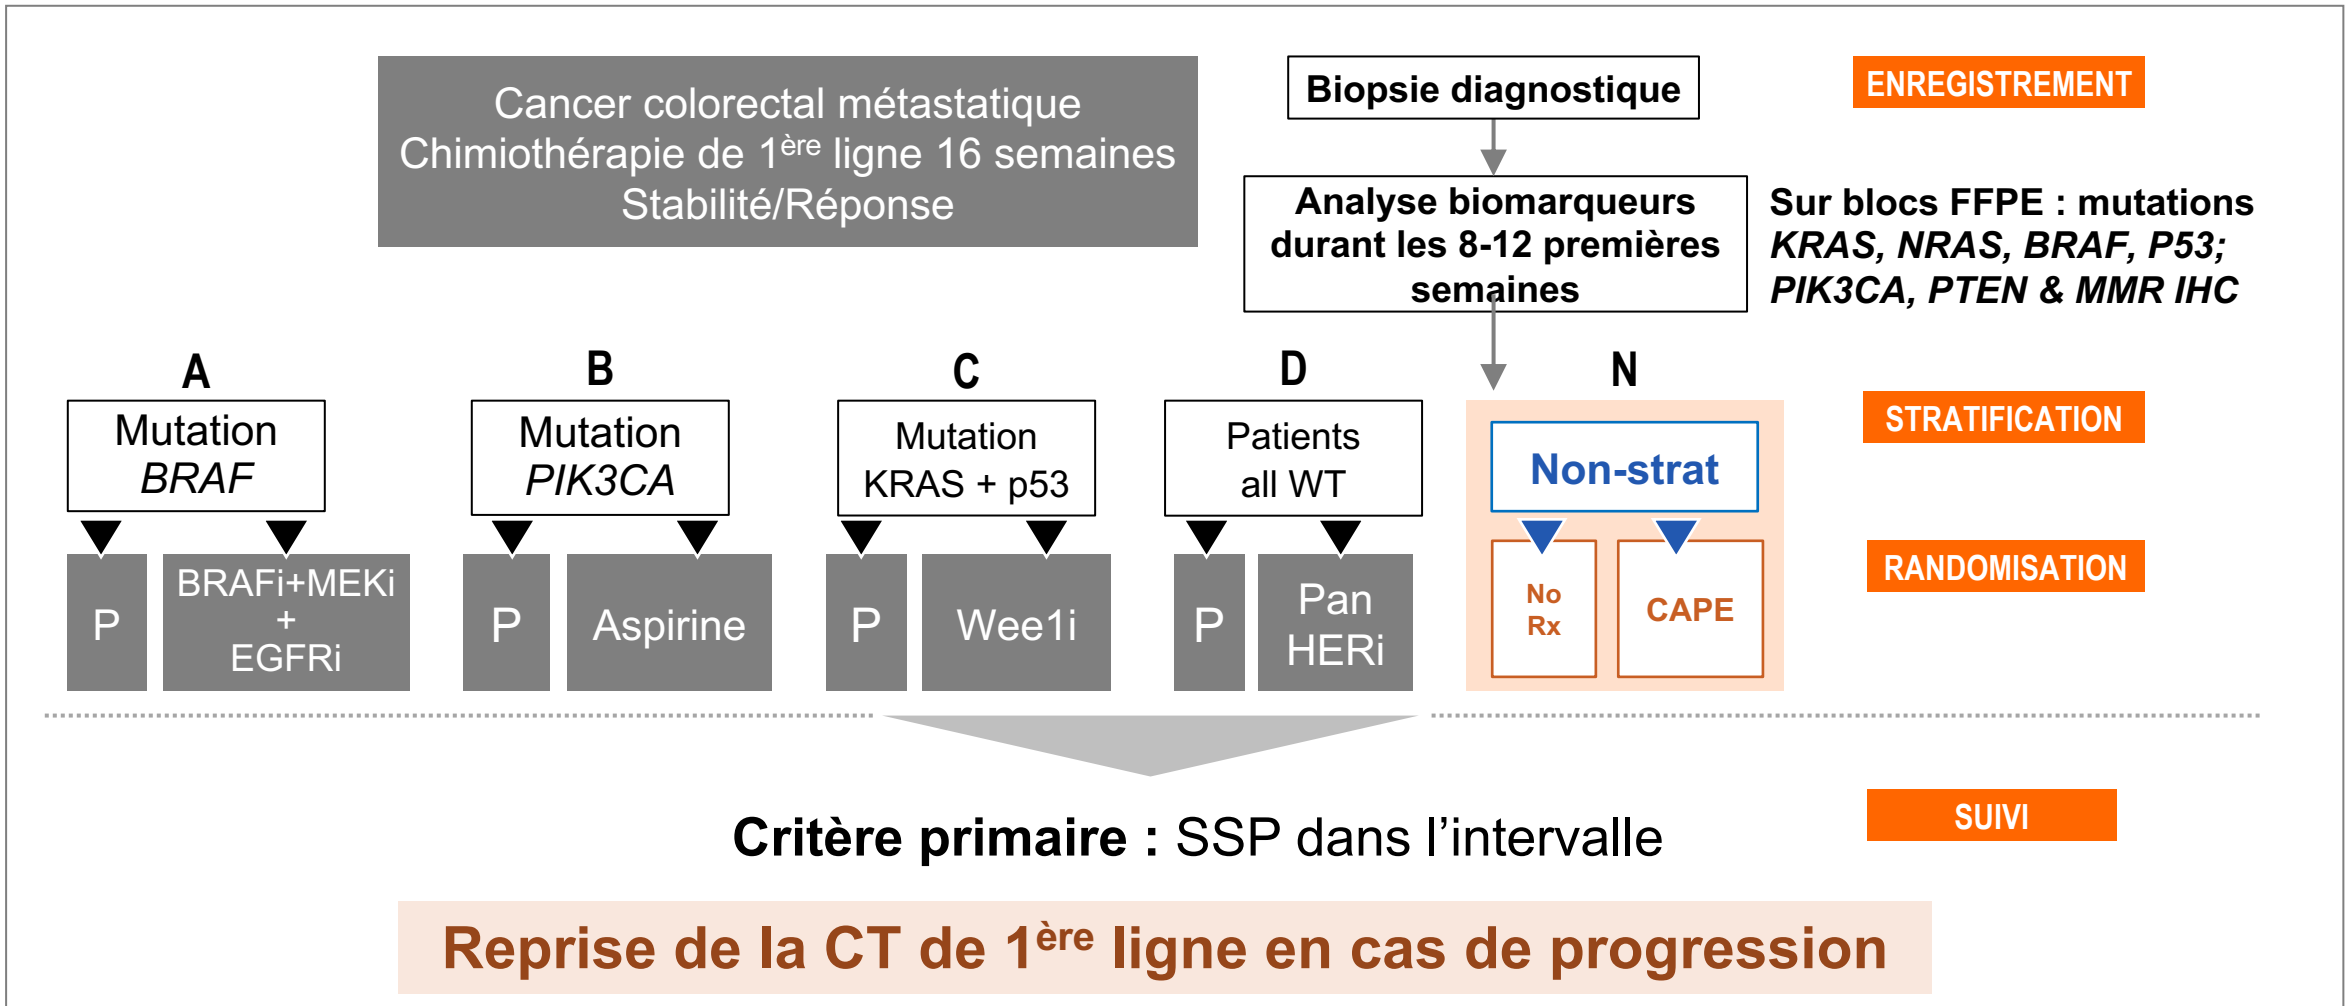 Cancer colorectal métastatique
Chimiothérapie de 1ère ligne 16 semaines
Stabilité/Réponse
Biopsie diagnostique
ENREGISTREMENT
Analyse biomarqueurs
durant les 8-12 premières
semaines
Sur blocs FFPE : mutations
KRAS, NRAS, BRAF, P53;
PIK3CA, PTEN & MMR IHC
A
B
C
D
N
Mutation
BRAF
Mutation
PIK3CA
Mutation
KRAS + p53
Patients
all WT
Non-strat
STRATIFICATION
P
BRAFi+MEKi
+
EGFRi
P
Aspirine
P
Wee1i
P
Pan
HERi
No
Rx
CAPE
RANDOMISATION
Critère primaire : SSP dans l’intervalle
SUIVI
Reprise de la CT de 1ère ligne en cas de progression